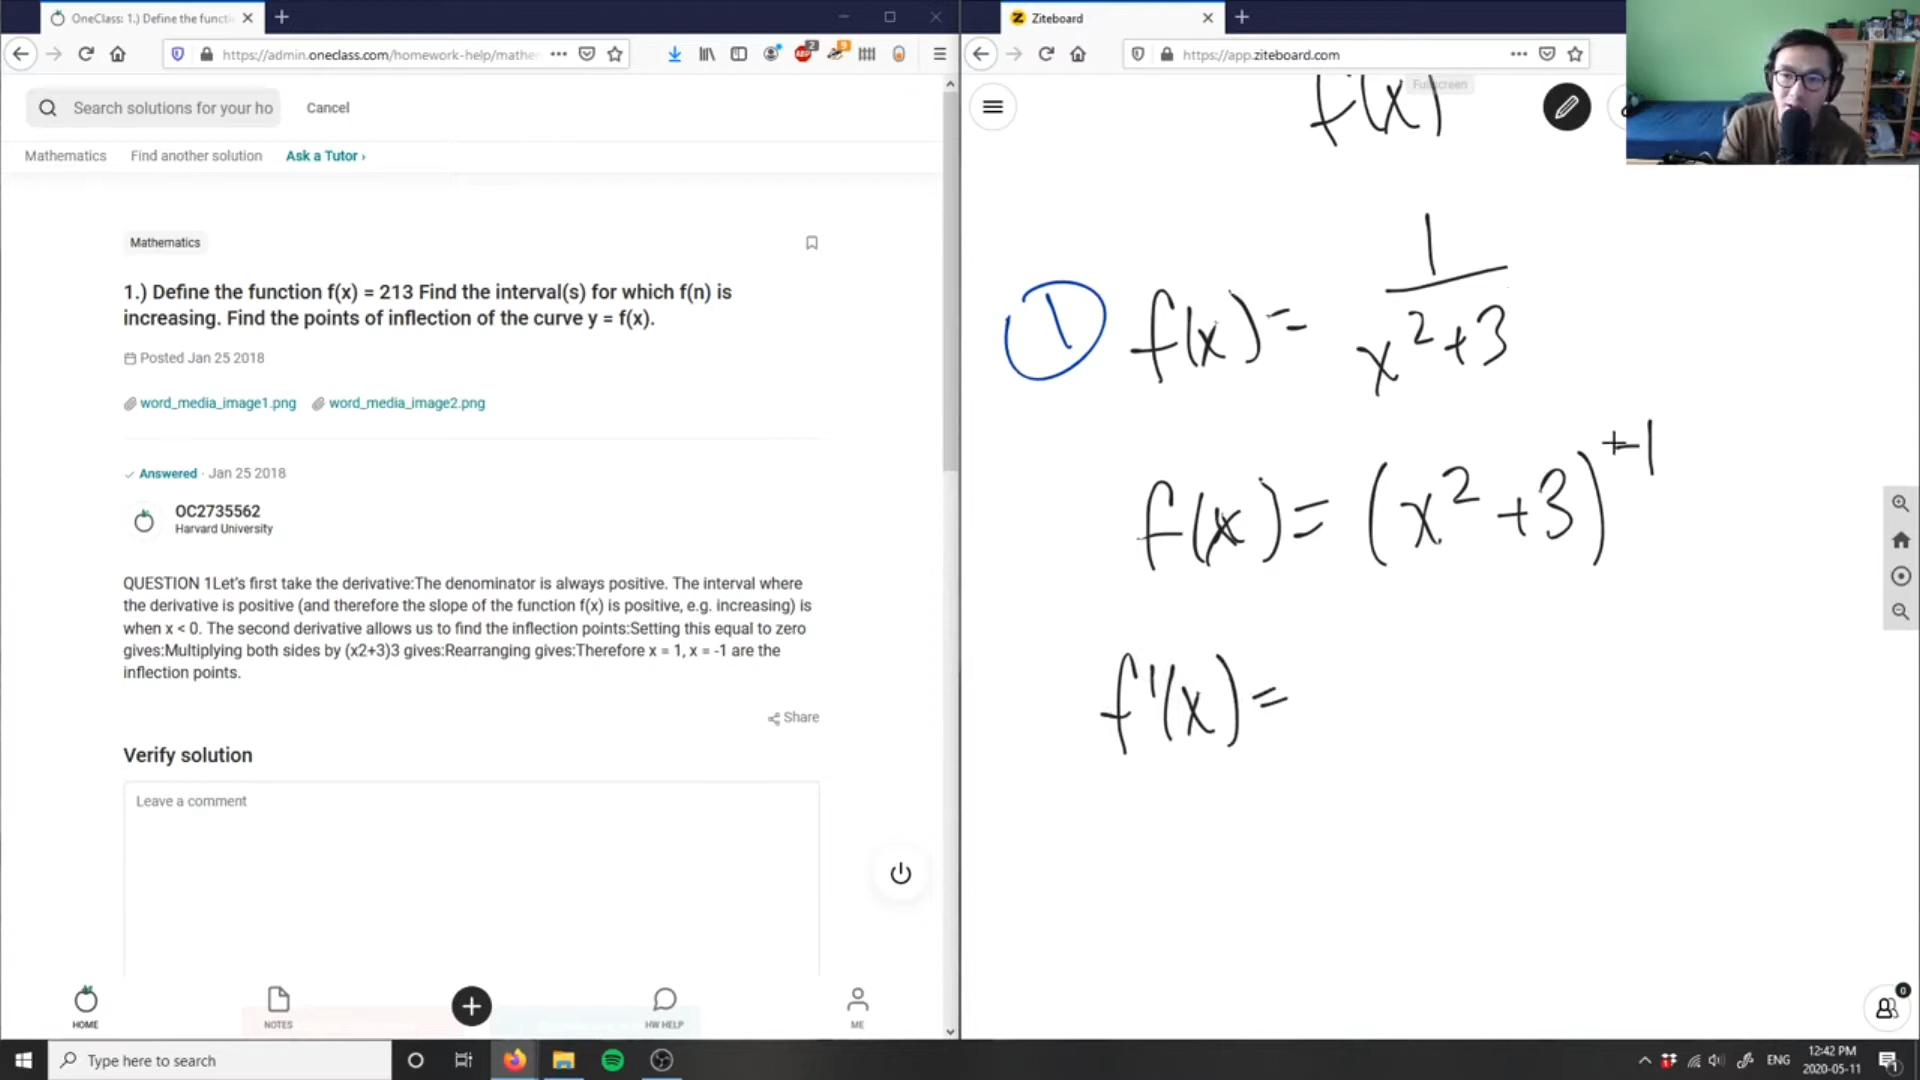 OneClass: 1.) Define the functi
https://admin.oneclass.com/homework-help/mathe
Search solutions for your ho
Cancel
Mathematics
Find another solution
Ask a Tutor ›
Mathematics
1.) Define the function f(x) = 213 Find the interval(s) for which f(n) is
increasing. Find the points of inflection of the curve y = f(x).
Posted Jan 25 2018
word_media_image1.png
word_media_image2.png
Answered · Jan 25 2018
OC2735562
Harvard University
QUESTION 1Let's first take the derivative:The denominator is always positive. The interval where
the derivative is positive (and therefore the slope of the function f(x) is positive, e.g. increasing) is
when x < 0. The second derivative allows us to find the inflection points:Setting this equal to zero
gives:Multiplying both sides by (x2+3)3 gives:Rearranging gives:Therefore x = 1, x = -1 are the
inflection points.
Share
Verify solution
Leave a comment
HOME
NOTES
HW HELP
ME
Ziteboard
https://app.ziteboard.com
Fullscreen
f(x)
1
f(x)=
1
x²+3
f(x)= (x²+3)⁻¹
f'(x)=
0
Type here to search
ENG
12:42 PM
2020-05-11
1